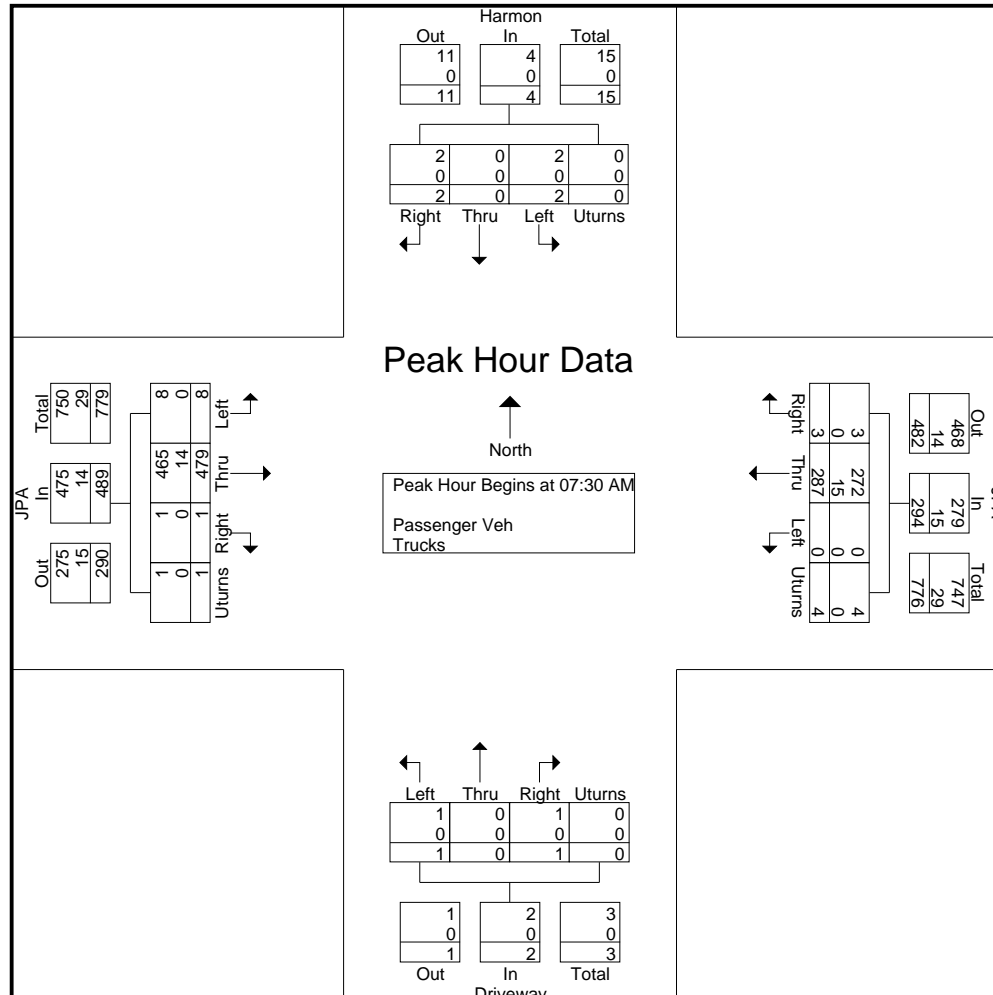 Harmon
Out In Total
11 4 15
0 0 0
11 4 15
2 0 2 0
0 0 0 0
2 0 2 0
Right Thru Left Uturns
Peak Hour Data
North
Peak Hour Begins at 07:30 AM
Passenger Veh
Trucks
JPA
Out In Total
275 475 750
15 14 29
290 489 779
Uturns Right Thru Left
1 1 465 8
0 0 14 0
1 1 479 8
Out In Total
468 279 747
14 15 29
482 294 776
Right Thru Left Uturns
3 272 0 4
0 15 0 0
3 287 0 4
Left Thru Right Uturns
1 0 1 0
0 0 0 0
1 0 1 0
1 2 3
0 0 0
1 2 3
Out In Total
Driveway